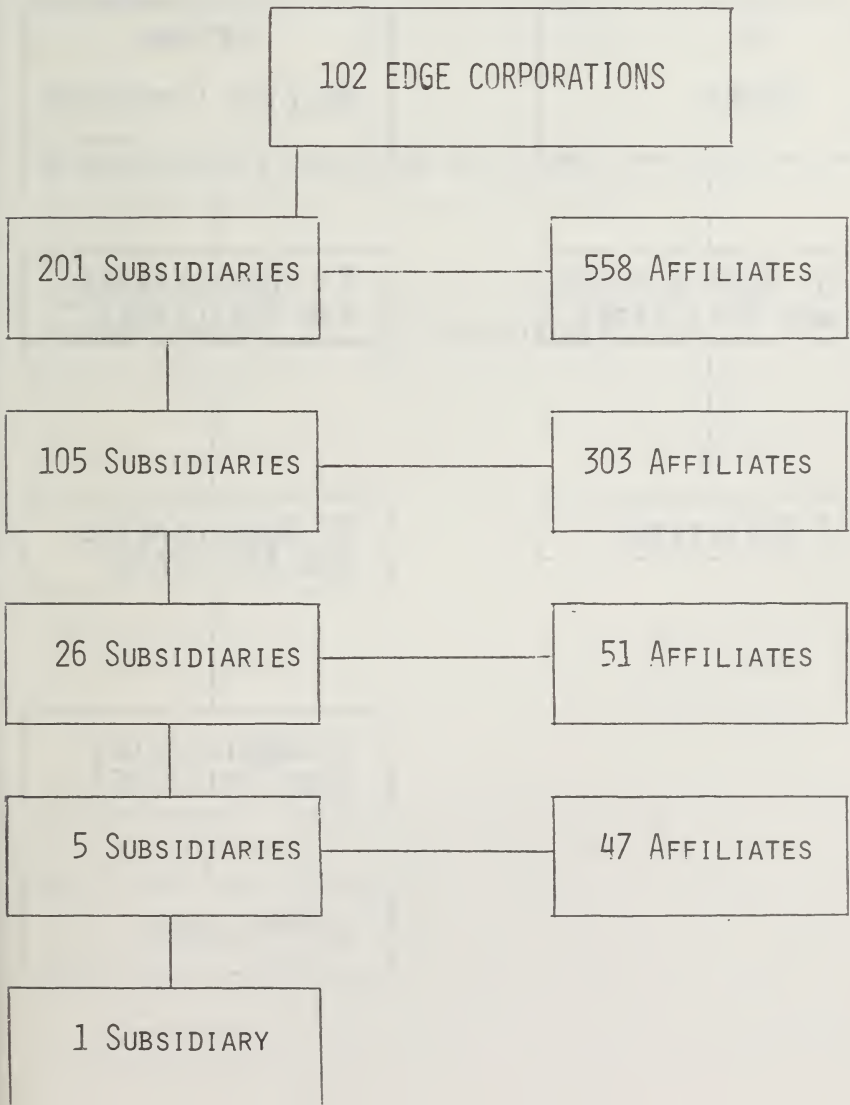 102 EDGE CORPORATIONS
201 SUBSIDIARIES
558 AFFILIATES
105 SUBSIDIARIES
303 AFFILIATES
26 SUBSIDIARIES
51 AFFILIATES
5 SUBSIDIARIES
47 AFFILIATES
1 SUBSIDIARY